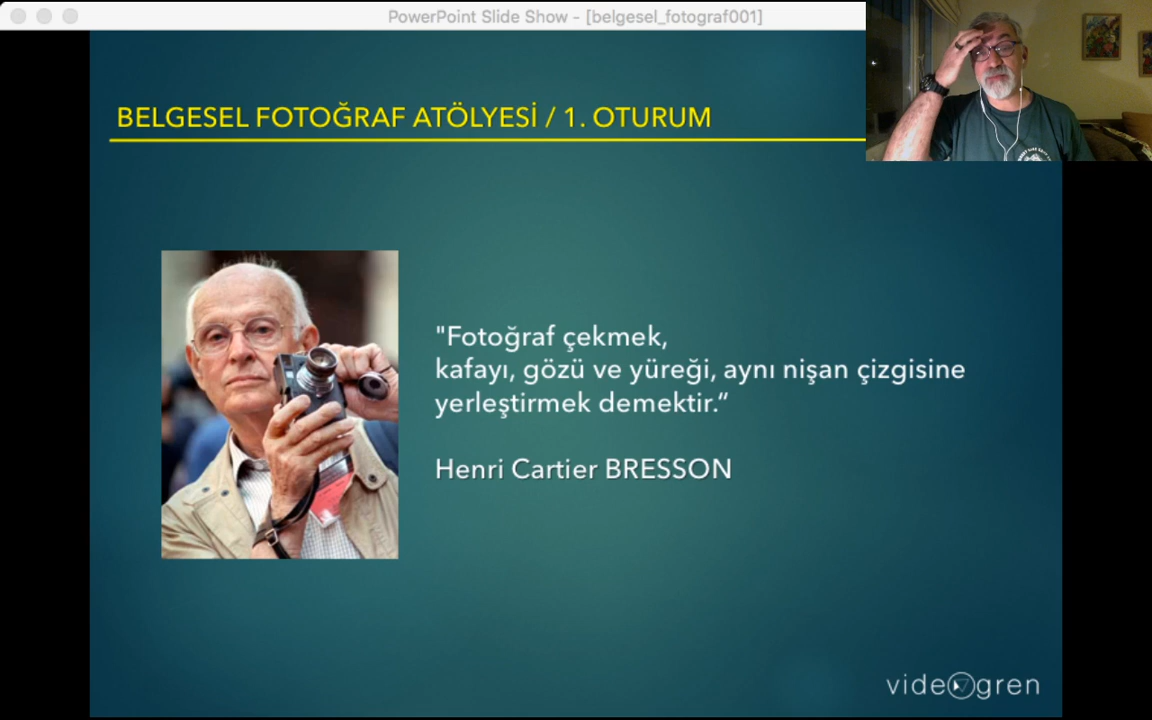 PowerPoint Slide Show - [belgesel_fotograf001]
BELGESEL FOTOĞRAF ATÖLYESİ / 1. OTURUM
"Fotoğraf çekmek,
kafayı, gözü ve yüreği, aynı nişan çizgisine
yerleştirmek demektir.“
Henri Cartier BRESSON
videogren